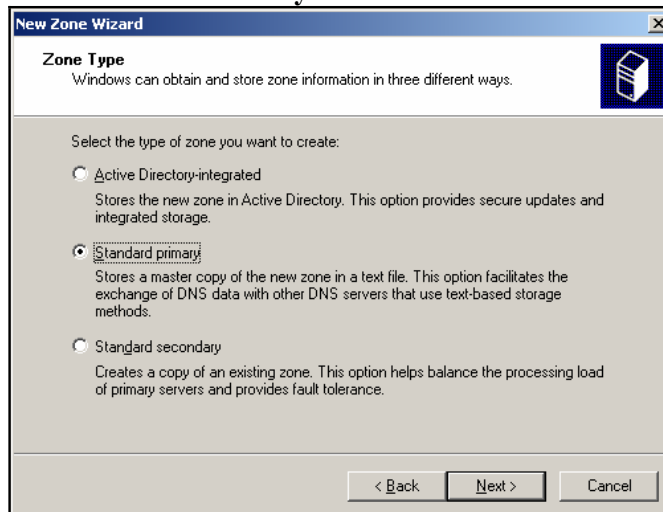 New Zone Wizard
Zone Type
Windows can obtain and store zone information in three different ways.
Select the type of zone you want to create:
Active Directory-integrated
Stores the new zone in Active Directory. This option provides secure updates and
integrated storage.
Standard primary
Stores a master copy of the new zone in a text file. This option facilitates the
exchange of DNS data with other DNS servers that use text-based storage
methods.
Standard secondary
Creates a copy of an existing zone. This option helps balance the processing load
of primary servers and provides fault tolerance.
< Back Next > Cancel